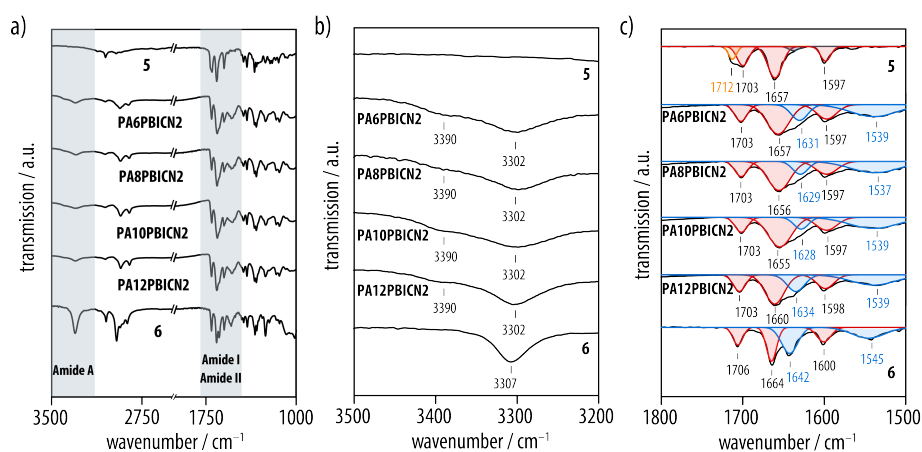 a)
transmission / a.u.
5
PA6PBICN2
PA8PBICN2
PA10PBICN2
PA12PBICN2
6
Amide A
Amide I
Amide II
3500 2750 1750 1000
wavenumber / cm⁻¹
b)
transmission / a.u.
5
PA6PBICN2
3390
3302
PA8PBICN2
3390
3302
PA10PBICN2
3390
3302
PA12PBICN2
3390
3302
6
3307
3500 3400 3300 3200
wavenumber / cm⁻¹
c)
transmission / a.u.
5
1712 1703 1657 1597
PA6PBICN2
1703 1657 1631 1597 1539
PA8PBICN2
1703 1656 1629 1597 1537
PA10PBICN2
1703 1655 1628 1597 1539
PA12PBICN2
1703 1660 1634 1598 1539
1706 1664 1642 1600 1545
6
1800 1700 1600 1500
wavenumber / cm⁻¹